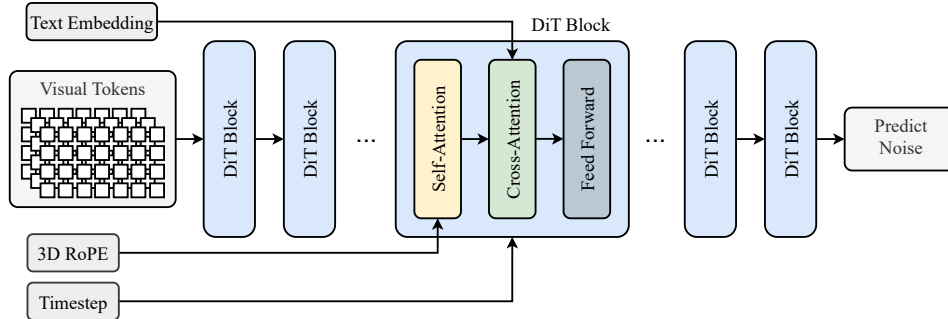 Text Embedding
DiT Block
Visual Tokens
DiT Block
DiT Block
...
Self-Attention
Cross-Attention
Feed Forward
...
DiT Block
DiT Block
Predict
Noise
3D RoPE
Timestep